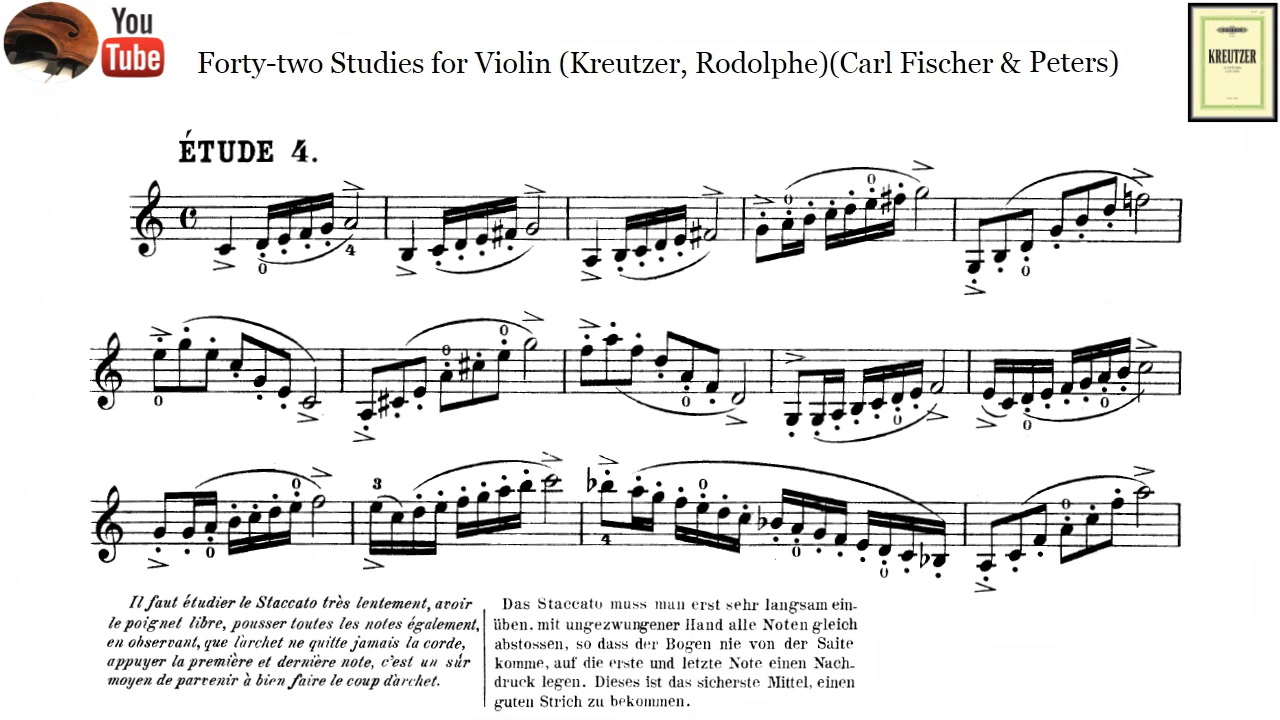 You
Tube
Forty-two Studies for Violin (Kreutzer, Rodolphe)(Carl Fischer & Peters)
KREUTZER
ÉTUDE 4.
Il faut étudier le Staccato très lentement, avoir
le poignet libre, pousser toutes les notes également,
en observant, que l'archet ne quitte jamais la corde,
appuyer la première et dernière note, c'est un sûr
moyen de parvenir à bien faire le coup d'archet.
Das Staccato muss man erst sehr langsam ein-
üben. mit ungezwungener Hand alle Noten gleich
abstossen, so dass der Bogen nie von der Saite
komme, auf die erste und letzte Note einen Nach-
druck legen. Dieses ist das sicherste Mittel, einen
guten Strich zu bekommen.